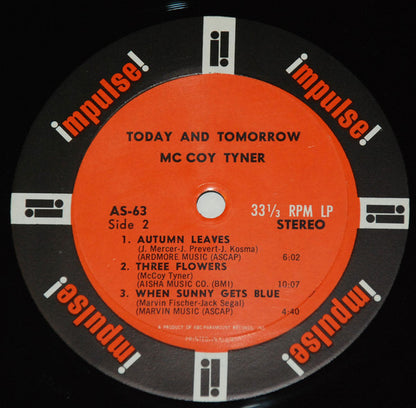 impulse!
impulse!
TODAY AND TOMORROW
MC COY TYNER
AS-63
33 1/3 RPM LP
Side 2
STEREO
1. AUTUMN LEAVES
(J. Mercer-J. Prevert-J. Kosma)
(ARDMORE MUSIC (ASCAP) 6:02
2. THREE FLOWERS
(McCoy Tyner)
(AISHA MUSIC CO. (BMI) 10:07
3. WHEN SUNNY GETS BLUE
(Marvin Fischer-Jack Segal)
(MARVIN MUSIC (ASCAP) 4:40
A PRODUCT OF ABC-PARAMOUNT RECORDS, INC.
PRINTED
impulse!
impulse!